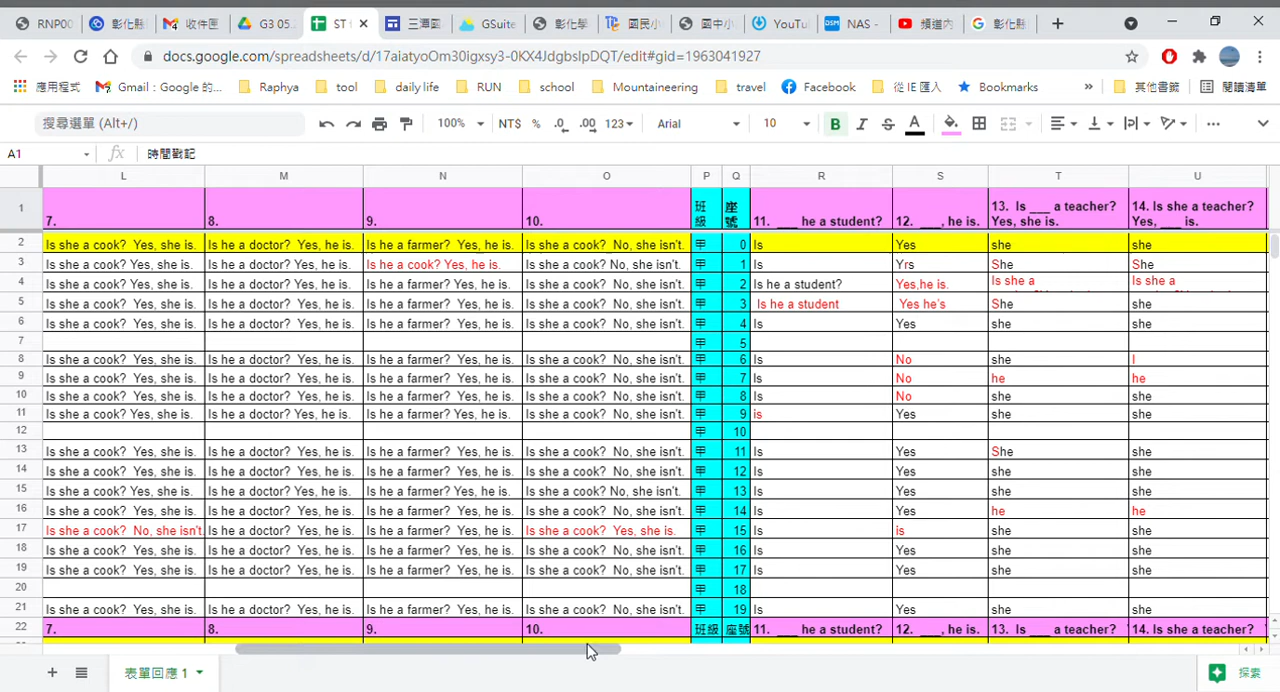 RNP00 彰化縣 收件匣 G3 05. ST t 三潭國 GSuite 彰化學 國民小 國中小 YouTu NAS - 頻道內 彰化縣
docs.google.com/spreadsheets/d/17aiatyoOm30iqxsy3-0KX4JdgbslpDQT/edit#gid=1963041927
應用程式 Gmail：Google 的... Raphya tool daily life RUN school Mountaineering travel Facebook 從 IE 匯入 Bookmarks » 其他書籤 閱讀清單
搜尋選單 (Alt+/) 100% NT$ % .0 .00 123 Arial 10 B I S A
A1 fx 時間戳記
L M N O P Q R S T U
1 7. 8. 9. 10. 班級 座號 11. ___ he a student? 12. ___, he is. 13. Is ___ a teacher? Yes, she is. 14. Is she a teacher? Yes, ___ is.
2 Is she a cook? Yes, she is. Is he a doctor? Yes, he is. Is he a farmer? Yes, he is. Is she a cook? No, she isn't. 甲 0 Is Yes she she
3 Is she a cook? Yes, she is. Is he a doctor? Yes, he is. Is he a cook? Yes, he is. Is she a cook? No, she isn't. 甲 1 Is Yrs She She
4 Is she a cook? Yes, she is. Is he a doctor? Yes, he is. Is he a farmer? Yes, he is. Is she a cook? No, she isn't. 甲 2 Is he a student? Yes,he is. Is she a Is she a
5 Is she a cook? Yes, she is. Is he a doctor? Yes, he is. Is he a farmer? Yes, he is. Is she a cook? No, she isn't. 甲 3 Is he a student Yes he's She she
6 Is she a cook? Yes, she is. Is he a doctor? Yes, he is. Is he a farmer? Yes, he is. Is she a cook? No, she isn't. 甲 4 Is Yes she she
7 甲 5
8 Is she a cook? Yes, she is. Is he a doctor? Yes, he is. Is he a farmer? Yes, he is. Is she a cook? No, she isn't. 甲 6 Is No she I
9 Is she a cook? Yes, she is. Is he a doctor? Yes, he is. Is he a farmer? Yes, he is. Is she a cook? No, she isn't. 甲 7 Is No he he
10 Is she a cook? Yes, she is. Is he a doctor? Yes, he is. Is he a farmer? Yes, he is. Is she a cook? No, she isn't. 甲 8 Is No she she
11 Is she a cook? Yes, she is. Is he a doctor? Yes, he is. Is he a farmer? Yes, he is. Is she a cook? No, she isn't. 甲 9 is Yes she she
12 甲 10
13 Is she a cook? Yes, she is. Is he a doctor? Yes, he is. Is he a farmer? Yes, he is. Is she a cook? No, she isn't. 甲 11 Is Yes She she
14 Is she a cook? Yes, she is. Is he a doctor? Yes, he is. Is he a farmer? Yes, he is. Is she a cook? No, she isn't. 甲 12 Is Yes she she
15 Is she a cook? Yes, she is. Is he a doctor? Yes, he is. Is he a farmer? Yes, he is. Is she a cook? No, she isn't. 甲 13 Is Yes she she
16 Is she a cook? Yes, she is. Is he a doctor? Yes, he is. Is he a farmer? Yes, he is. Is she a cook? No, she isn't. 甲 14 Is Yes he he
17 Is she a cook? No, she isn't Is he a doctor? Yes, he is. Is he a farmer? Yes, he is. Is she a cook? Yes, she is. 甲 15 Is is she she
18 Is she a cook? Yes, she is. Is he a doctor? Yes, he is. Is he a farmer? Yes, he is. Is she a cook? No, she isn't. 甲 16 Is Yes she she
19 Is she a cook? Yes, she is. Is he a doctor? Yes, he is. Is he a farmer? Yes, he is. Is she a cook? No, she isn't. 甲 17 Is Yes she she
20 甲 18
21 Is she a cook? Yes, she is. Is he a doctor? Yes, he is. Is he a farmer? Yes, he is. Is she a cook? No, she isn't. 甲 19 Is Yes she she
22 7. 8. 9. 10. 班級 座號 11. ___ he a student? 12. ___, he is. 13. Is ___ a teacher? 14. Is she a teacher?
表單回應 1 探索